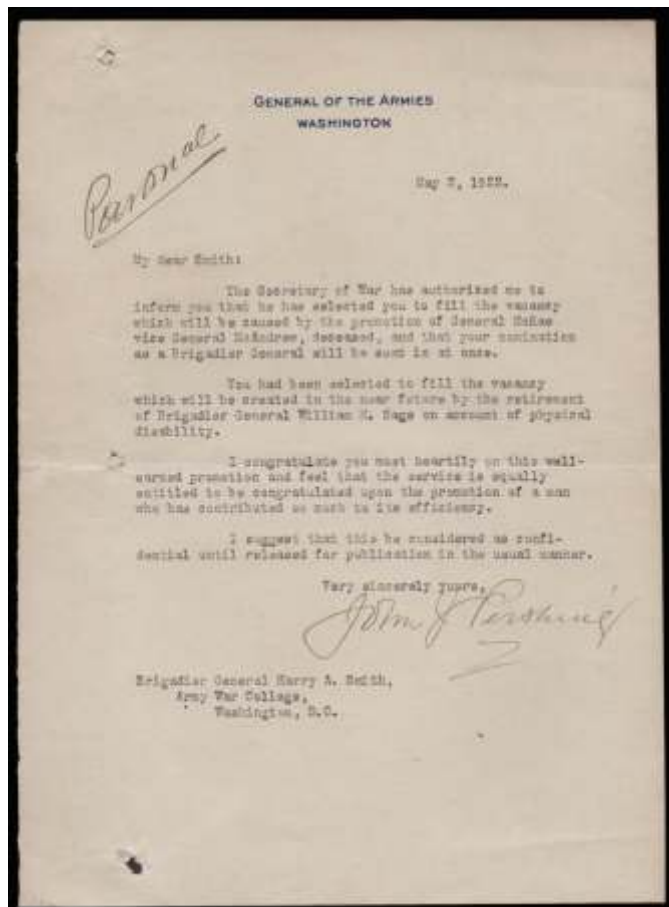 GENERAL OF THE ARMIES
WASHINGTON
Personal
May 2, 1922.
My dear Smith:
The Secretary of War has authorized me to
inform you that he has selected you to fill the vacancy
which will be caused by the promotion of General McRae
vice General McAndrew, deceased, and that your nomination
as a Brigadier General will be sent in at once.
You had been selected to fill the vacancy
which will be created in the near future by the retirement
of Brigadier General William H. Sage on account of physical
disability.
I congratulate you most heartily on this well-
earned promotion and feel that the service is equally
entitled to be congratulated upon the promotion of a man
who has contributed so much to its efficiency.
I suggest that this be considered as confi-
dential until released for publication in the usual manner.
Very sincerely yours,
John J Pershing
Brigadier General Harry A. Smith,
Army War College,
Washington, D.C.